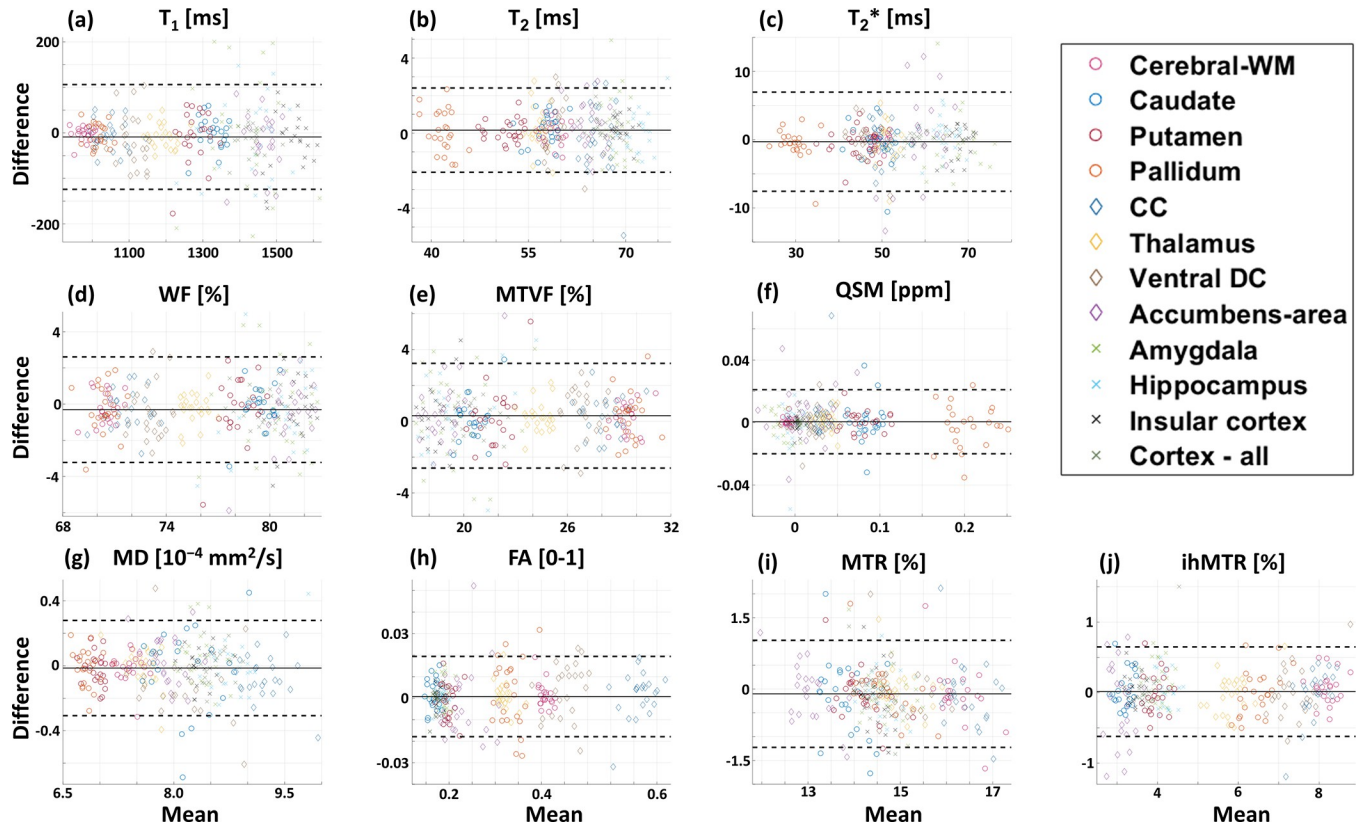 (a) T1 [ms]
(b) T2 [ms]
(c) T2* [ms]
Difference
200
0
-200
1100 1300 1500
4
0
-4
40 55 70
10
0
-10
30 50 70
Cerebral-WM
Caudate
Putamen
Pallidum
CC
Thalamus
Ventral DC
Accumbens-area
Amygdala
Hippocampus
Insular cortex
Cortex - all
(d) WF [%]
(e) MTVF [%]
(f) QSM [ppm]
Difference
4
0
-4
68 74 80
4
0
-4
20 26 32
0.04
0
-0.04
0 0.1 0.2
(g) MD [10⁻⁴ mm²/s]
(h) FA [0-1]
(i) MTR [%]
(j) ihMTR [%]
Difference
0.4
0
-0.4
6.5 8.0 9.5
Mean
0.03
0
-0.03
0.2 0.4 0.6
Mean
1.5
0
-1.5
13 15 17
Mean
1
0
-1
4 6 8
Mean